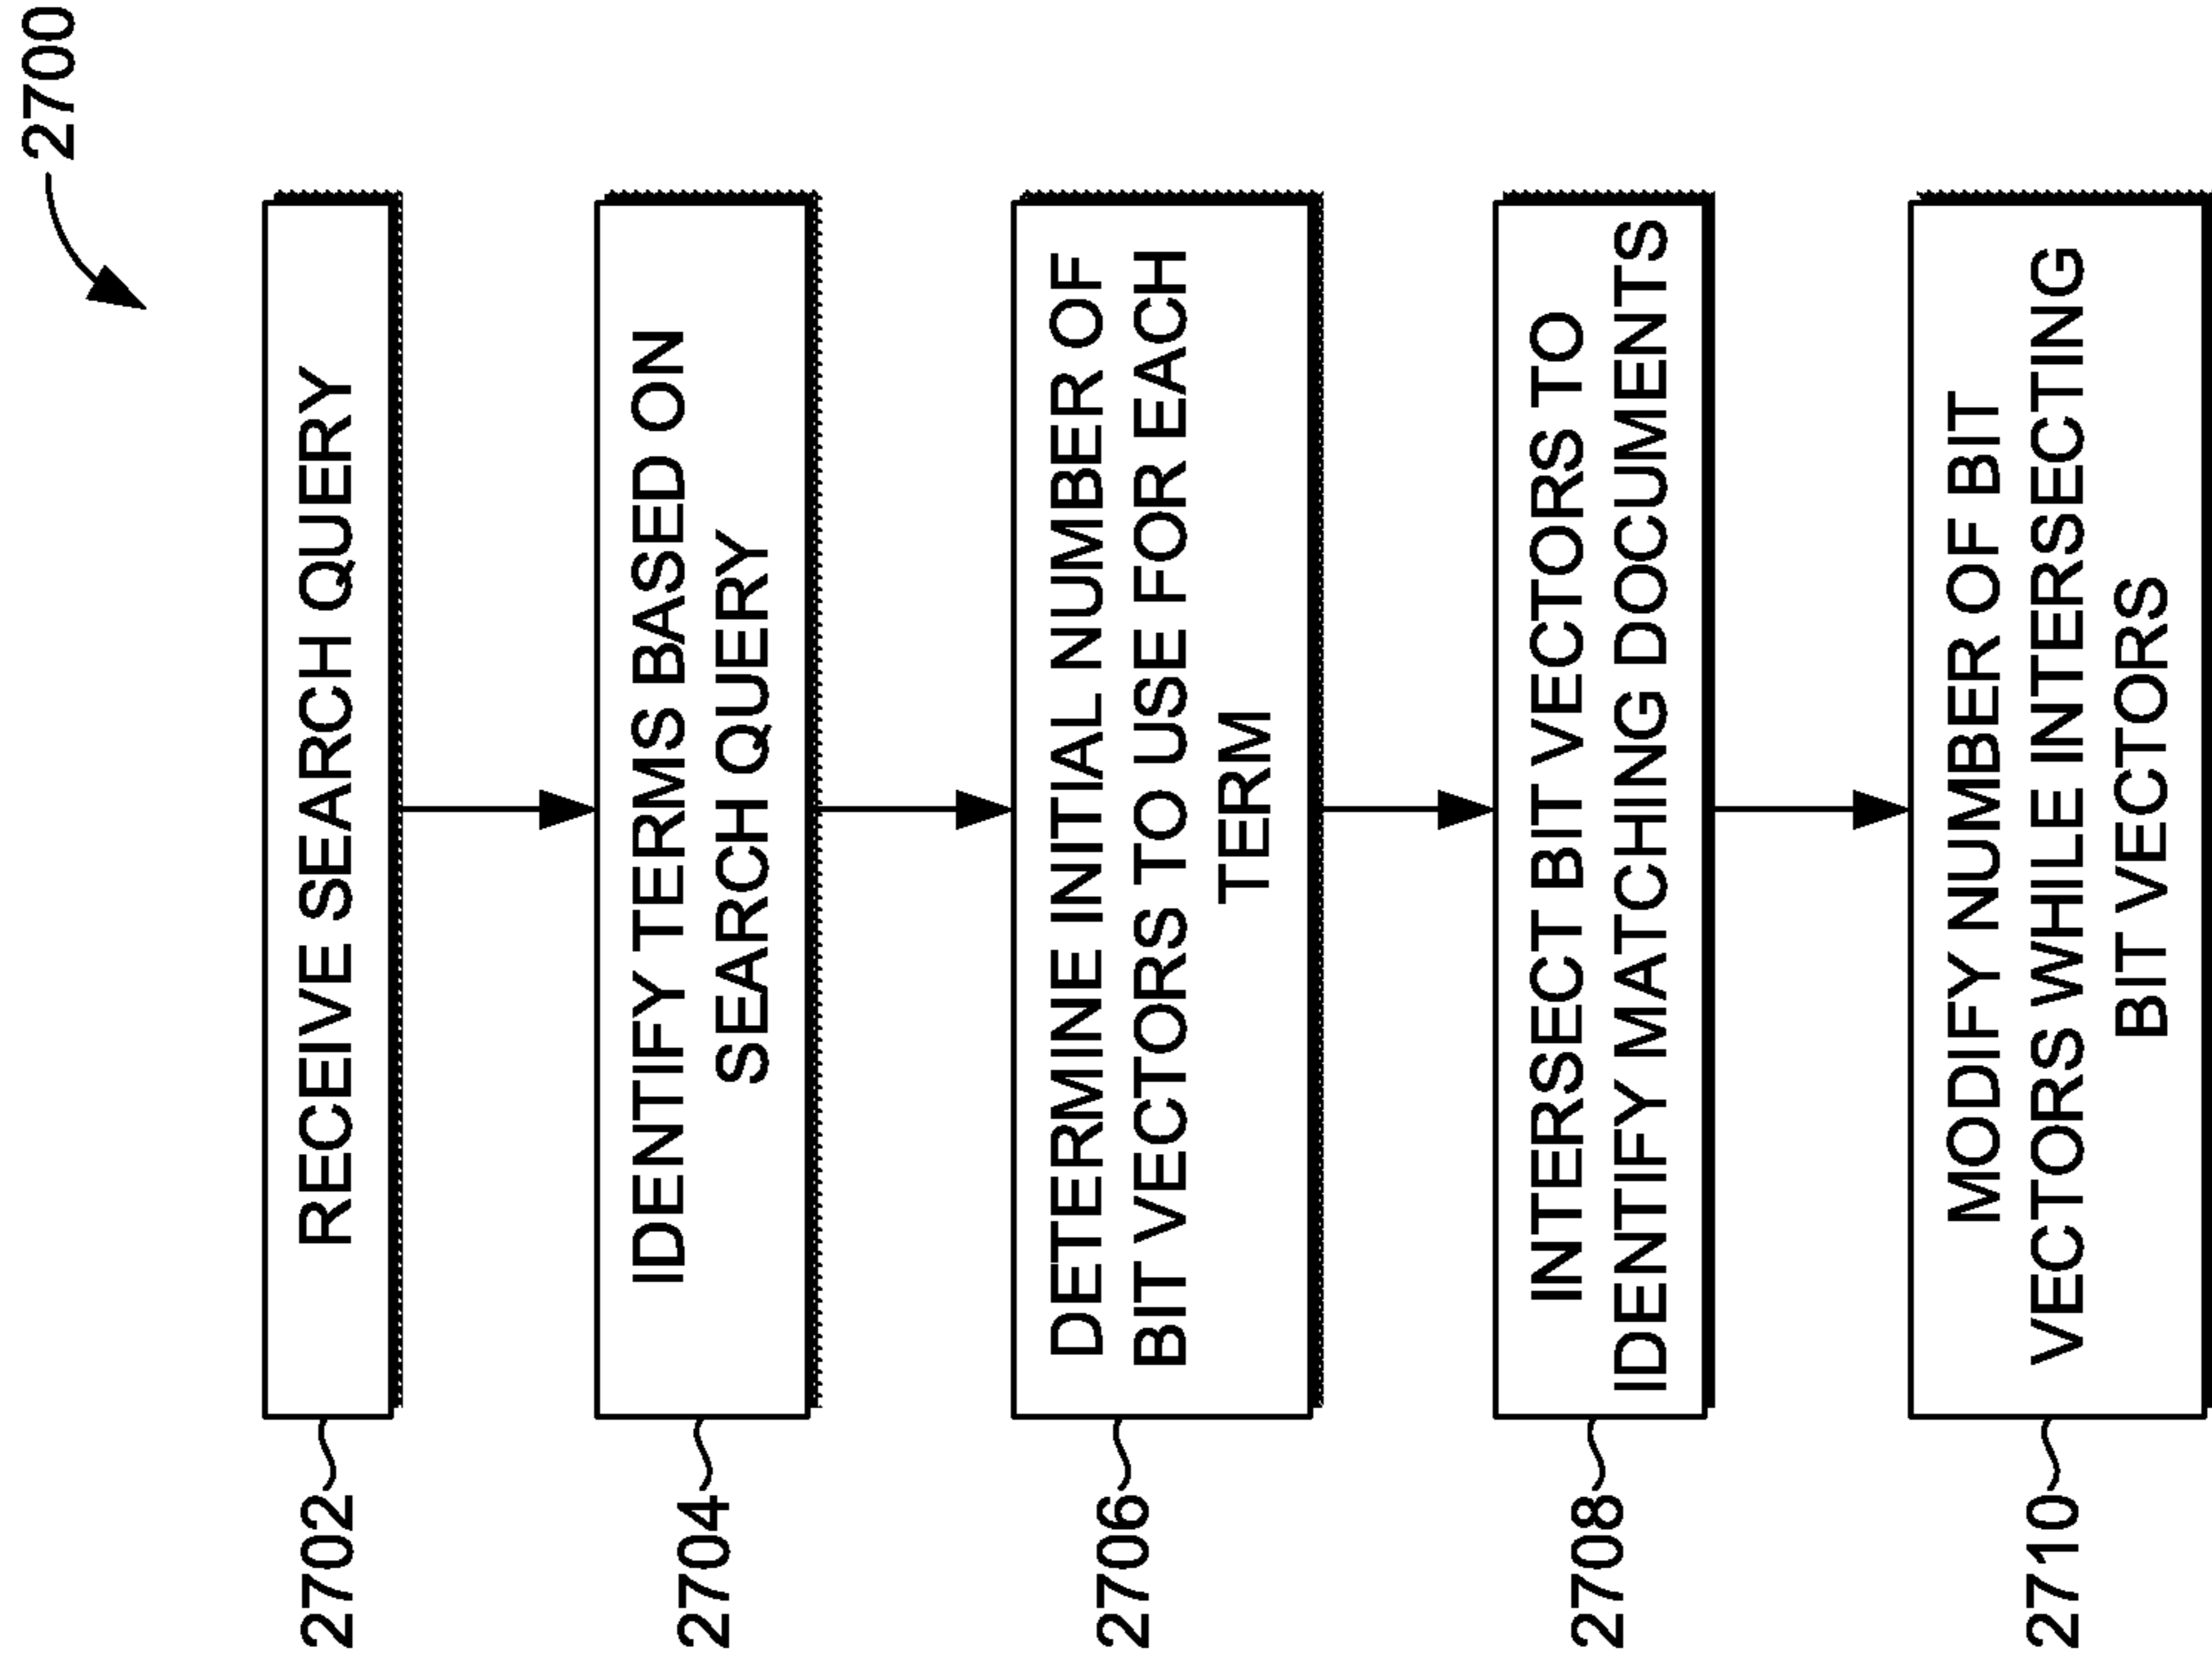 2700
2702
RECEIVE SEARCH QUERY
2704
IDENTIFY TERMS BASED ON
SEARCH QUERY
2706
DETERMINE INITIAL NUMBER OF
BIT VECTORS TO USE FOR EACH
TERM
2708
INTERSECT BIT VECTORS TO
IDENTIFY MATCHING DOCUMENTS
2710
MODIFY NUMBER OF BIT
VECTORS WHILE INTERSECTING
BIT VECTORS